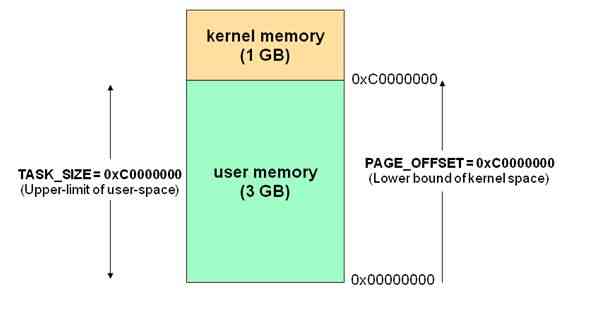 kernel memory
(1 GB)
0xC0000000
TASK_SIZE = 0xC0000000
(Upper-limit of user-space)
user memory
(3 GB)
PAGE_OFFSET = 0xC0000000
(Lower bound of kernel space)
0x00000000